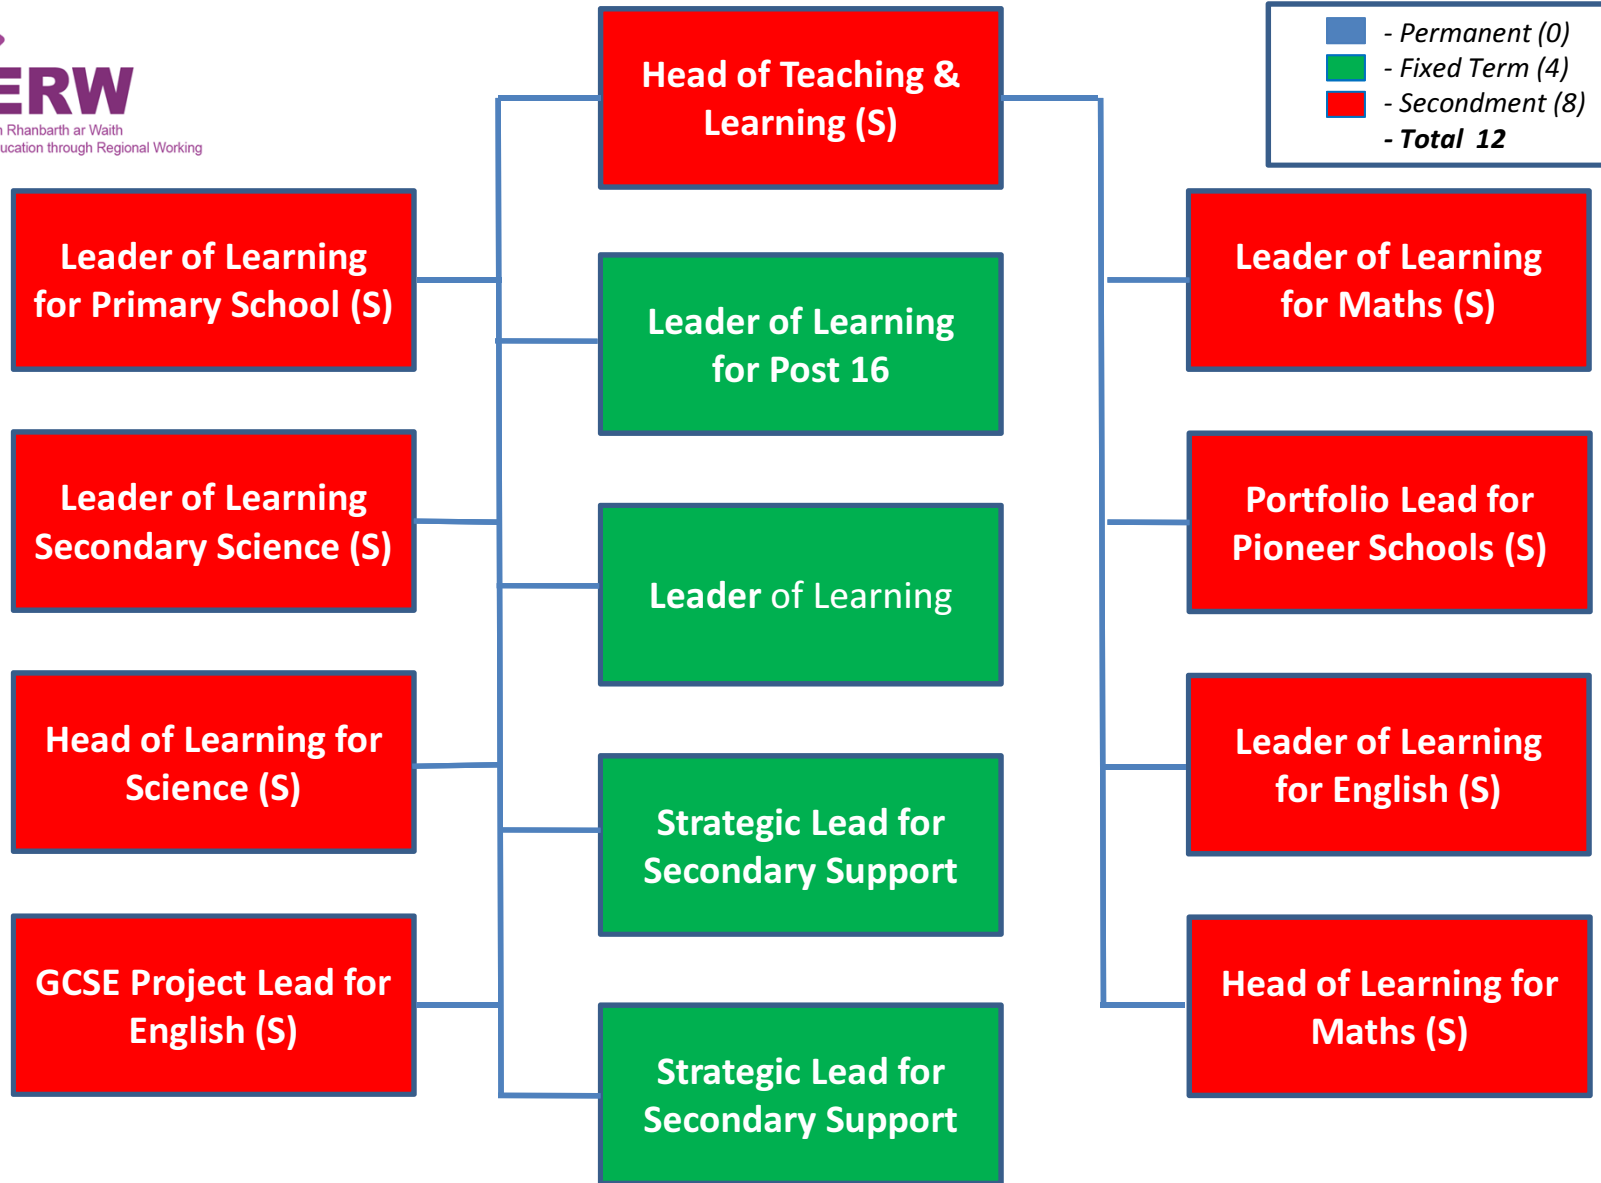 ERW
Rhanbarth ar Waith
ucation through Regional Working
Head of Teaching &
Learning (S)
- Permanent (0)
- Fixed Term (4)
- Secondment (8)
- Total 12
Leader of Learning
for Primary School (S)
Leader of Learning
for Post 16
Leader of Learning
for Maths (S)
Leader of Learning
Secondary Science (S)
Leader of Learning
Portfolio Lead for
Pioneer Schools (S)
Head of Learning for
Science (S)
Strategic Lead for
Secondary Support
Leader of Learning
for English (S)
GCSE Project Lead for
English (S)
Strategic Lead for
Secondary Support
Head of Learning for
Maths (S)